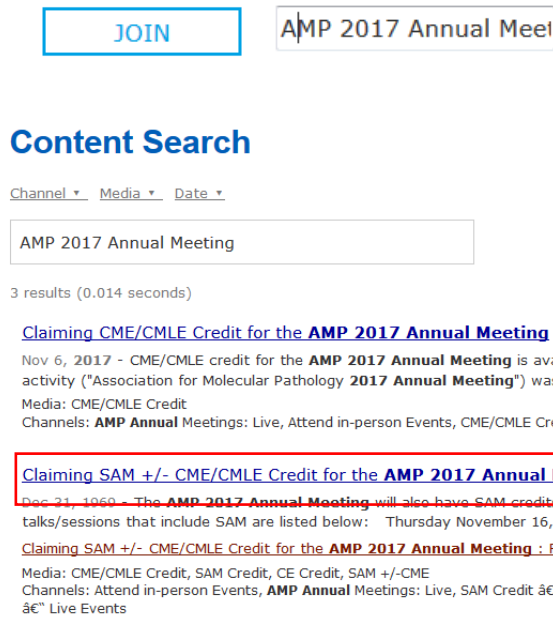 JOIN
AMP 2017 Annual Meet
Content Search
Channel ▼ Media ▼ Date ▼
AMP 2017 Annual Meeting
3 results (0.014 seconds)
Claiming CME/CMLE Credit for the AMP 2017 Annual Meeting
Nov 6, 2017 - CME/CMLE credit for the AMP 2017 Annual Meeting is ava
activity ("Association for Molecular Pathology 2017 Annual Meeting") was
Media: CME/CMLE Credit
Channels: AMP Annual Meetings: Live, Attend in-person Events, CME/CMLE Cre
Claiming SAM +/- CME/CMLE Credit for the AMP 2017 Annual
Dec 31, 1969 - The AMP 2017 Annual Meeting will also have SAM credits
talks/sessions that include SAM are listed below: Thursday November 16,
Claiming SAM +/- CME/CMLE Credit for the AMP 2017 Annual Meeting : F
Media: CME/CMLE Credit, SAM Credit, CE Credit, SAM +/-CME
Channels: Attend in-person Events, AMP Annual Meetings: Live, SAM Credit â€
â€“ Live Events